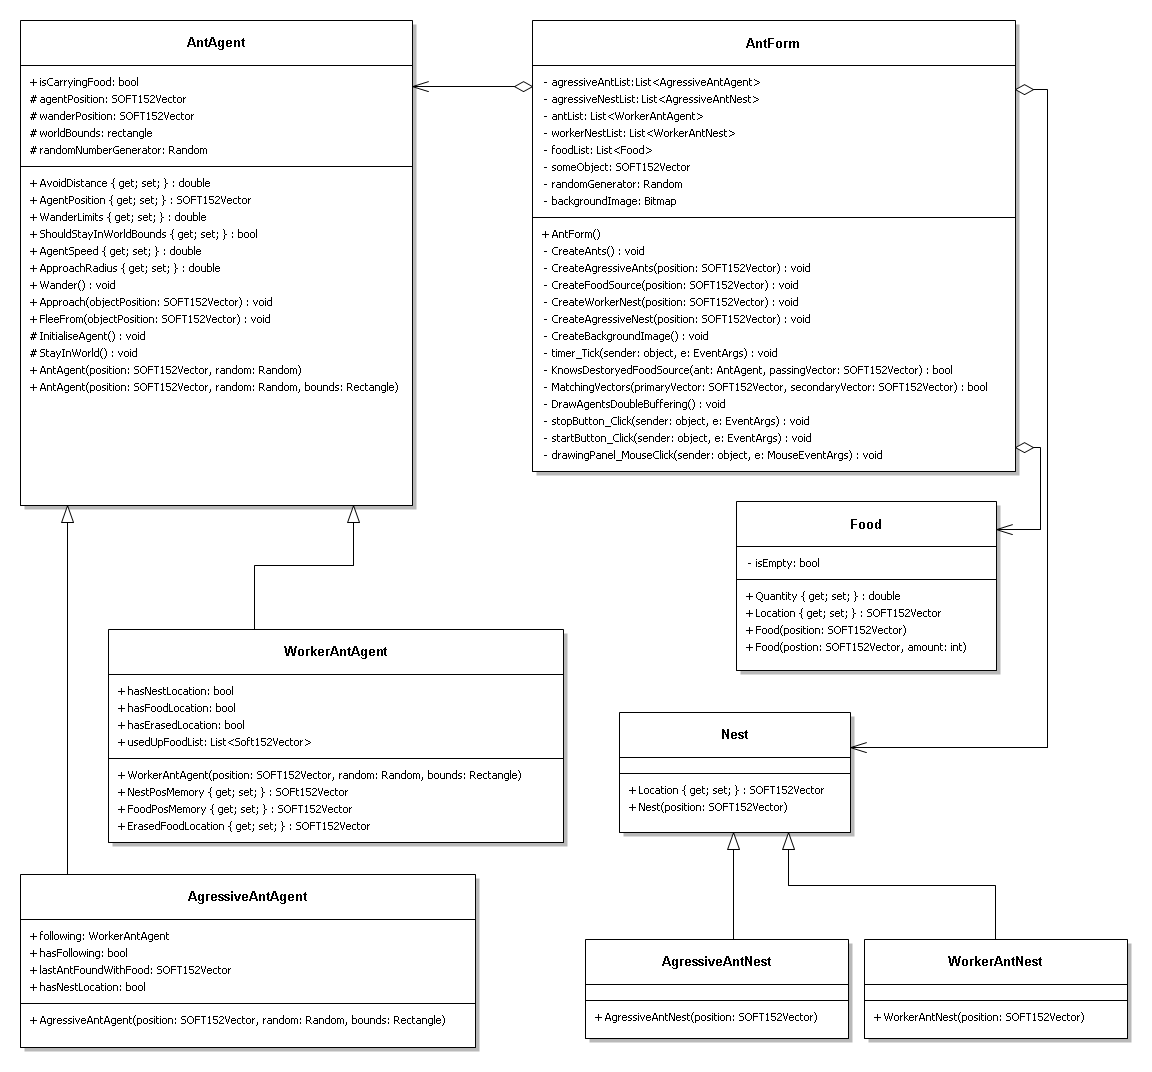 AntAgent
+ isCarryingFood: bool
# agentPosition: SOFT152Vector
# wanderPosition: SOFT152Vector
# worldBounds: rectangle
# randomNumberGenerator: Random
+ AvoidDistance { get; set; } : double
+ AgentPosition { get; set; } : SOFT152Vector
+ WanderLimits { get; set; } : double
+ ShouldStayInWorldBounds { get; set; } : bool
+ AgentSpeed { get; set; } : double
+ ApproachRadius { get; set; } : double
+ Wander() : void
+ Approach(objectPosition: SOFT152Vector) : void
+ FleeFrom(objectPosition: SOFT152Vector) : void
# InitialiseAgent() : void
# StayInWorld() : void
+ AntAgent(position: SOFT152Vector, random: Random)
+ AntAgent(position: SOFT152Vector, random: Random, bounds: Rectangle)
AntForm
- agressiveAntList:List<AgressiveAntAgent>
- agressiveNestList: List<AgressiveAntNest>
- antList: List<WorkerAntAgent>
- workerNestList: List<WorkerAntNest>
- foodList: List<Food>
- someObject: SOFT152Vector
- randomGenerator: Random
- backgroundImage: Bitmap
+ AntForm()
- CreateAnts() : void
- CreateAgressiveAnts(position: SOFT152Vector) : void
- CreateFoodSource(position: SOFT152Vector) : void
- CreateWorkerNest(position: SOFT152Vector) : void
- CreateAgressiveNest(position: SOFT152Vector) : void
- CreateBackgroundImage() : void
- timer_Tick(sender: object, e: EventArgs) : void
- KnowsDestoryedFoodSource(ant: AntAgent, passingVector: SOFT152Vector) : bool
- MatchingVectors(primaryVector: SOFT152Vector, secondaryVector: SOFT152Vector) : bool
- DrawAgentsDoubleBuffering() : void
- stopButton_Click(sender: object, e: EventArgs) : void
- startButton_Click(sender: object, e: EventArgs) : void
- drawingPanel_MouseClick(sender: object, e: MouseEventArgs) : void
Food
- isEmpty: bool
+ Quantity { get; set; } : double
+ Location { get; set; } : SOFT152Vector
+ Food(position: SOFT152Vector)
+ Food(postion: SOFT152Vector, amount: int)
WorkerAntAgent
+ hasNestLocation: bool
+ hasFoodLocation: bool
+ hasErasedLocation: bool
+ usedUpFoodList: List<Soft152Vector>
+ WorkerAntAgent(position: SOFT152Vector, random: Random, bounds: Rectangle)
+ NestPosMemory { get; set; } : SOFt152Vector
+ FoodPosMemory { get; set; } : SOFT152Vector
+ ErasedFoodLocation { get; set; } : SOFT152Vector
Nest
+ Location { get; set; } : SOFT152Vector
+ Nest(position: SOFT152Vector)
AgressiveAntAgent
+ following: WorkerAntAgent
+ hasFollowing: bool
+ lastAntFoundWithFood: SOFT152Vector
+ hasNestLocation: bool
+ AgressiveAntAgent(position: SOFT152Vector, random: Random, bounds: Rectangle)
AgressiveAntNest
+ AgressiveAntNest(position: SOFT152Vector)
WorkerAntNest
+ WorkerAntNest(position: SOFT152Vector)